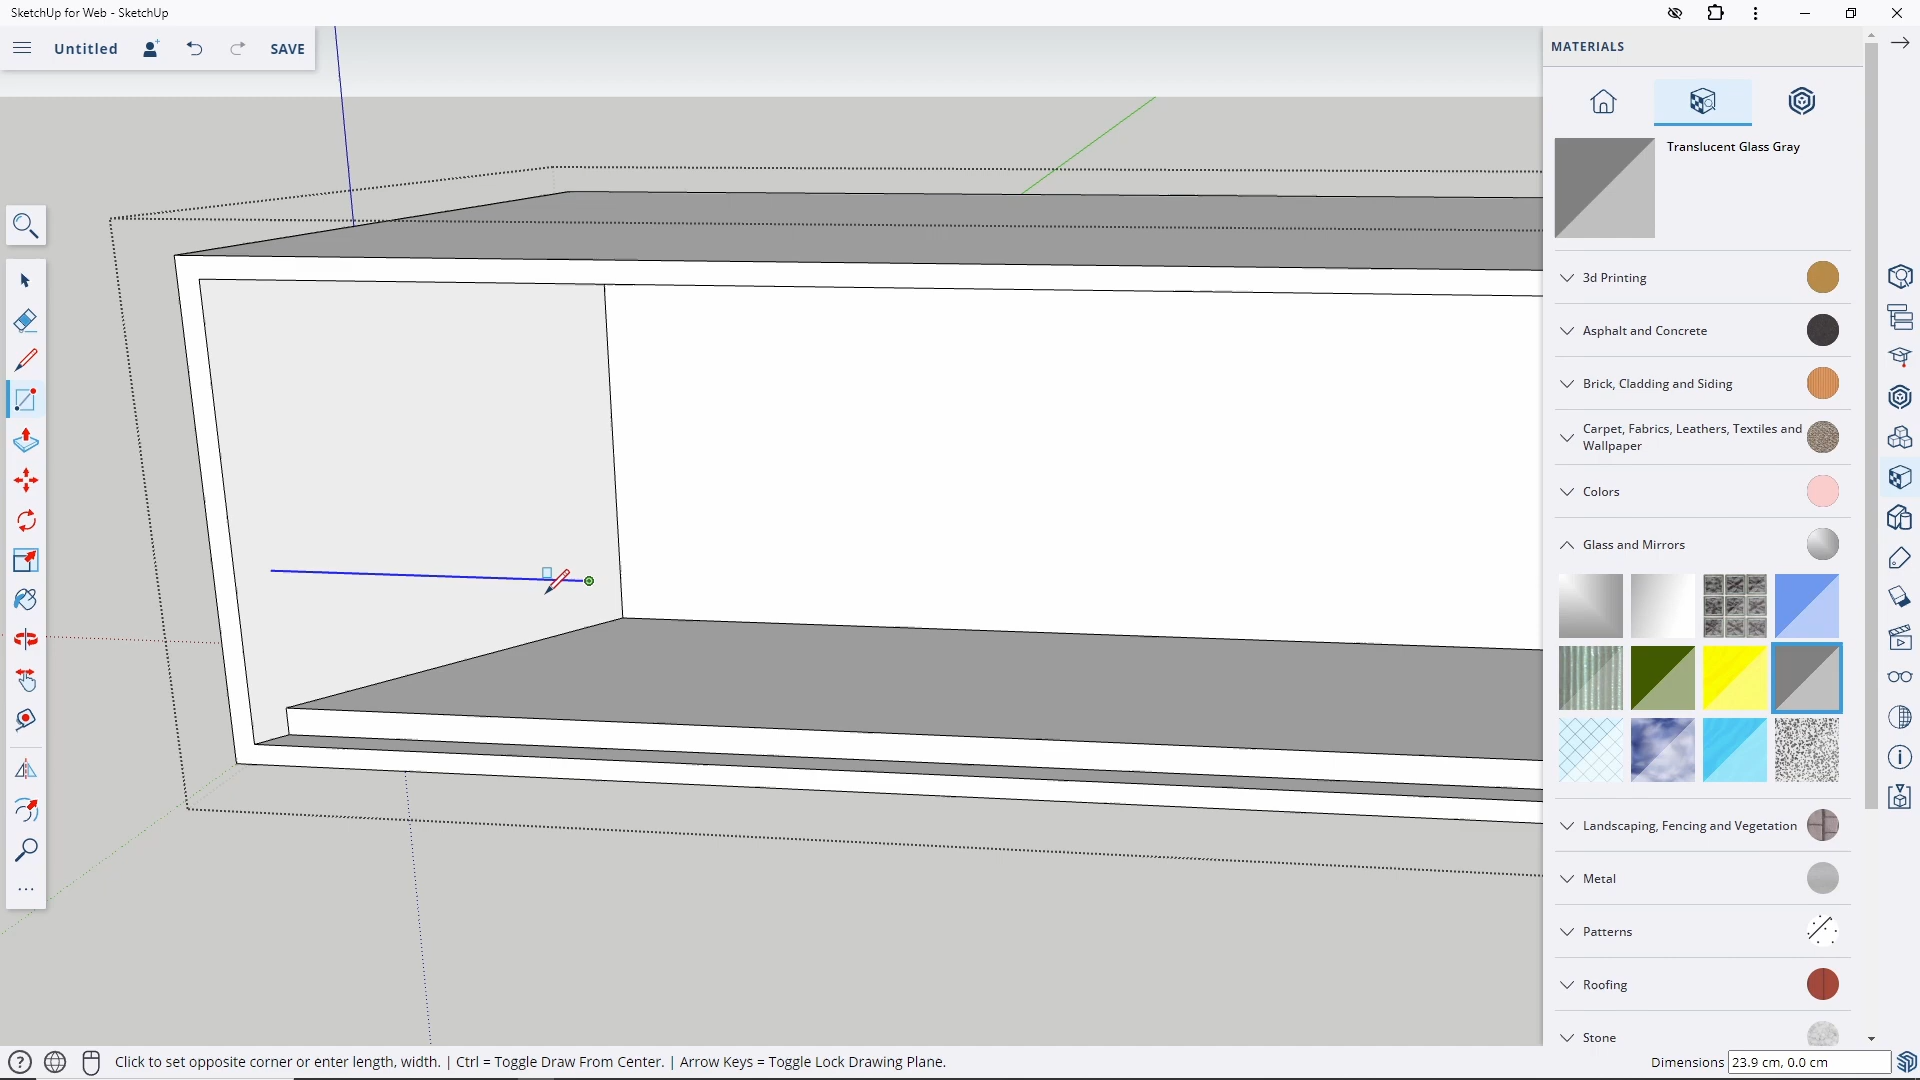 SketchUp for Web - SketchUp
Untitled
SAVE
MATERIALS
Translucent Glass Gray
3d Printing
Asphalt and Concrete
Brick, Cladding and Siding
Carpet, Fabrics, Leathers, Textiles and
Wallpaper
Colors
Glass and Mirrors
Landscaping, Fencing and Vegetation
Metal
Patterns
Roofing
Stone
Click to set opposite corner or enter length, width. | Ctrl = Toggle Draw From Center. | Arrow Keys = Toggle Lock Drawing Plane.
Dimensions 23.9 cm, 0.0 cm